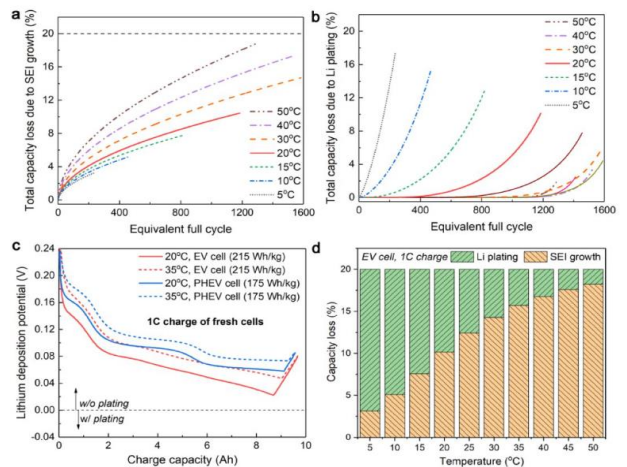 a
Total capacity loss due to SEI growth (%)
20
16
12
8
4
0
0 400 800 1200 1600
Equivalent full cycle
50°C
40°C
30°C
20°C
15°C
10°C
5°C
b
Total capacity loss due to Li plating (%)
20
16
12
8
4
0
0 400 800 1200 1600
Equivalent full cycle
50°C
40°C
30°C
20°C
15°C
10°C
5°C
c
Lithium deposition potential (V)
0.24
0.20
0.16
0.12
0.08
0.04
0.00
-0.04
0 2 4 6 8 10
Charge capacity (Ah)
20°C, EV cell (215 Wh/kg)
35°C, EV cell (215 Wh/kg)
20°C, PHEV cell (175 Wh/kg)
35°C, PHEV cell (175 Wh/kg)
1C charge of fresh cells
w/o plating
w/ plating
d
EV cell, 1C charge
Li plating
SEI growth
Capacity loss (%)
20
15
10
5
0
5 10 15 20 25 30 35 40 45 50
Temperature (°C)